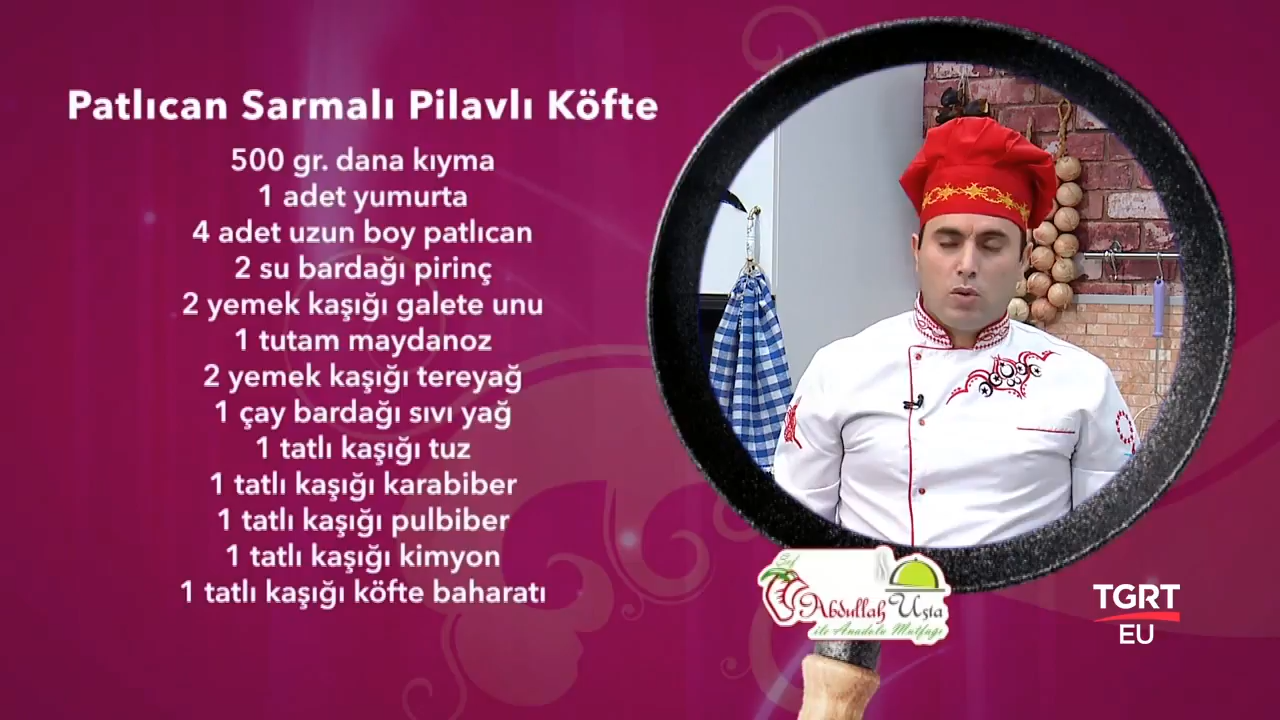 Patlıcan Sarmalı Pilavlı Köfte
500 gr. dana kıyma
1 adet yumurta
4 adet uzun boy patlıcan
2 su bardağı pirinç
2 yemek kaşığı galete unu
1 tutam maydanoz
2 yemek kaşığı tereyağ
1 çay bardağı sıvı yağ
1 tatlı kaşığı tuz
1 tatlı kaşığı karabiber
1 tatlı kaşığı pulbiber
1 tatlı kaşığı kimyon
1 tatlı kaşığı köfte baharatı
Abdullah Usta
ile Anadolu Mutfağı
TGRT
EU